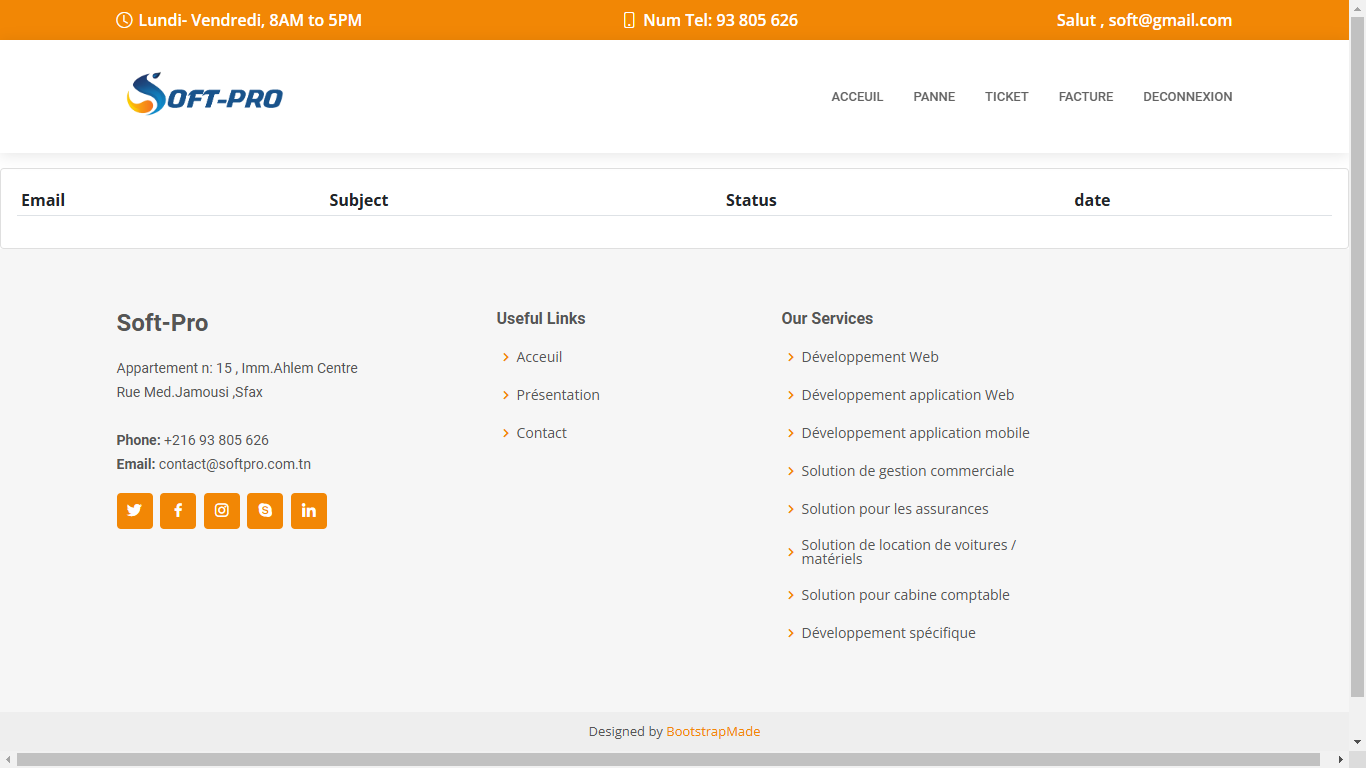 Lundi- Vendredi, 8AM to 5PM
Num Tel: 93 805 626
Salut , soft@gmail.com
SOFT-PRO
ACCEUIL
PANNE
TICKET
FACTURE
DECONNEXION
Email Subject Status date
Soft-Pro
Appartement n: 15 , Imm.Ahlem Centre
Rue Med.Jamousi ,Sfax
Phone: +216 93 805 626
Email: contact@softpro.com.tn
Useful Links
Acceuil
Présentation
Contact
Our Services
Développement Web
Développement application Web
Développement application mobile
Solution de gestion commerciale
Solution pour les assurances
Solution de location de voitures /
matériels
Solution pour cabine comptable
Développement spécifique
Designed by BootstrapMade